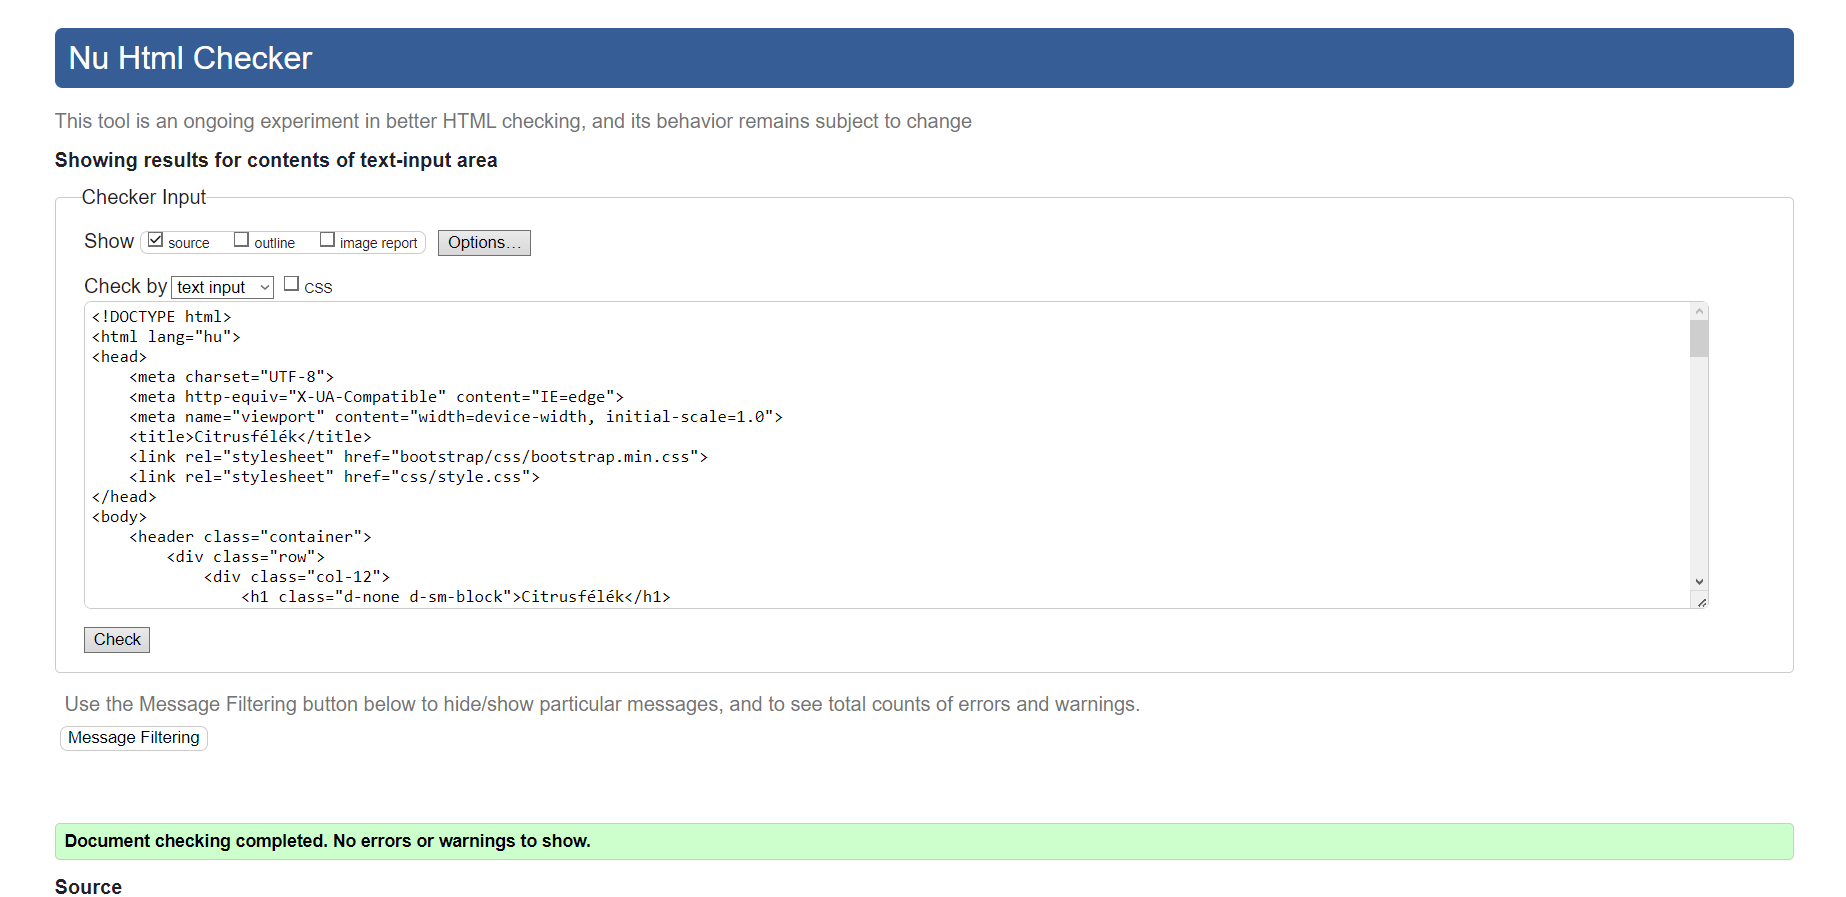 Nu Html Checker
This tool is an ongoing experiment in better HTML checking, and its behavior remains subject to change
Showing results for contents of text-input area
Checker Input
Show source outline image report Options...
Check by text input CSS
<!DOCTYPE html>
<html lang="hu">
<head>
    <meta charset="UTF-8">
    <meta http-equiv="X-UA-Compatible" content="IE=edge">
    <meta name="viewport" content="width=device-width, initial-scale=1.0">
    <title>Citrusfélék</title>
    <link rel="stylesheet" href="bootstrap/css/bootstrap.min.css">
    <link rel="stylesheet" href="css/style.css">
</head>
<body>
    <header class="container">
        <div class="row">
            <div class="col-12">
                <h1 class="d-none d-sm-block">Citrusfélék</h1>
Check
Use the Message Filtering button below to hide/show particular messages, and to see total counts of errors and warnings.
Message Filtering
Document checking completed. No errors or warnings to show.
Source